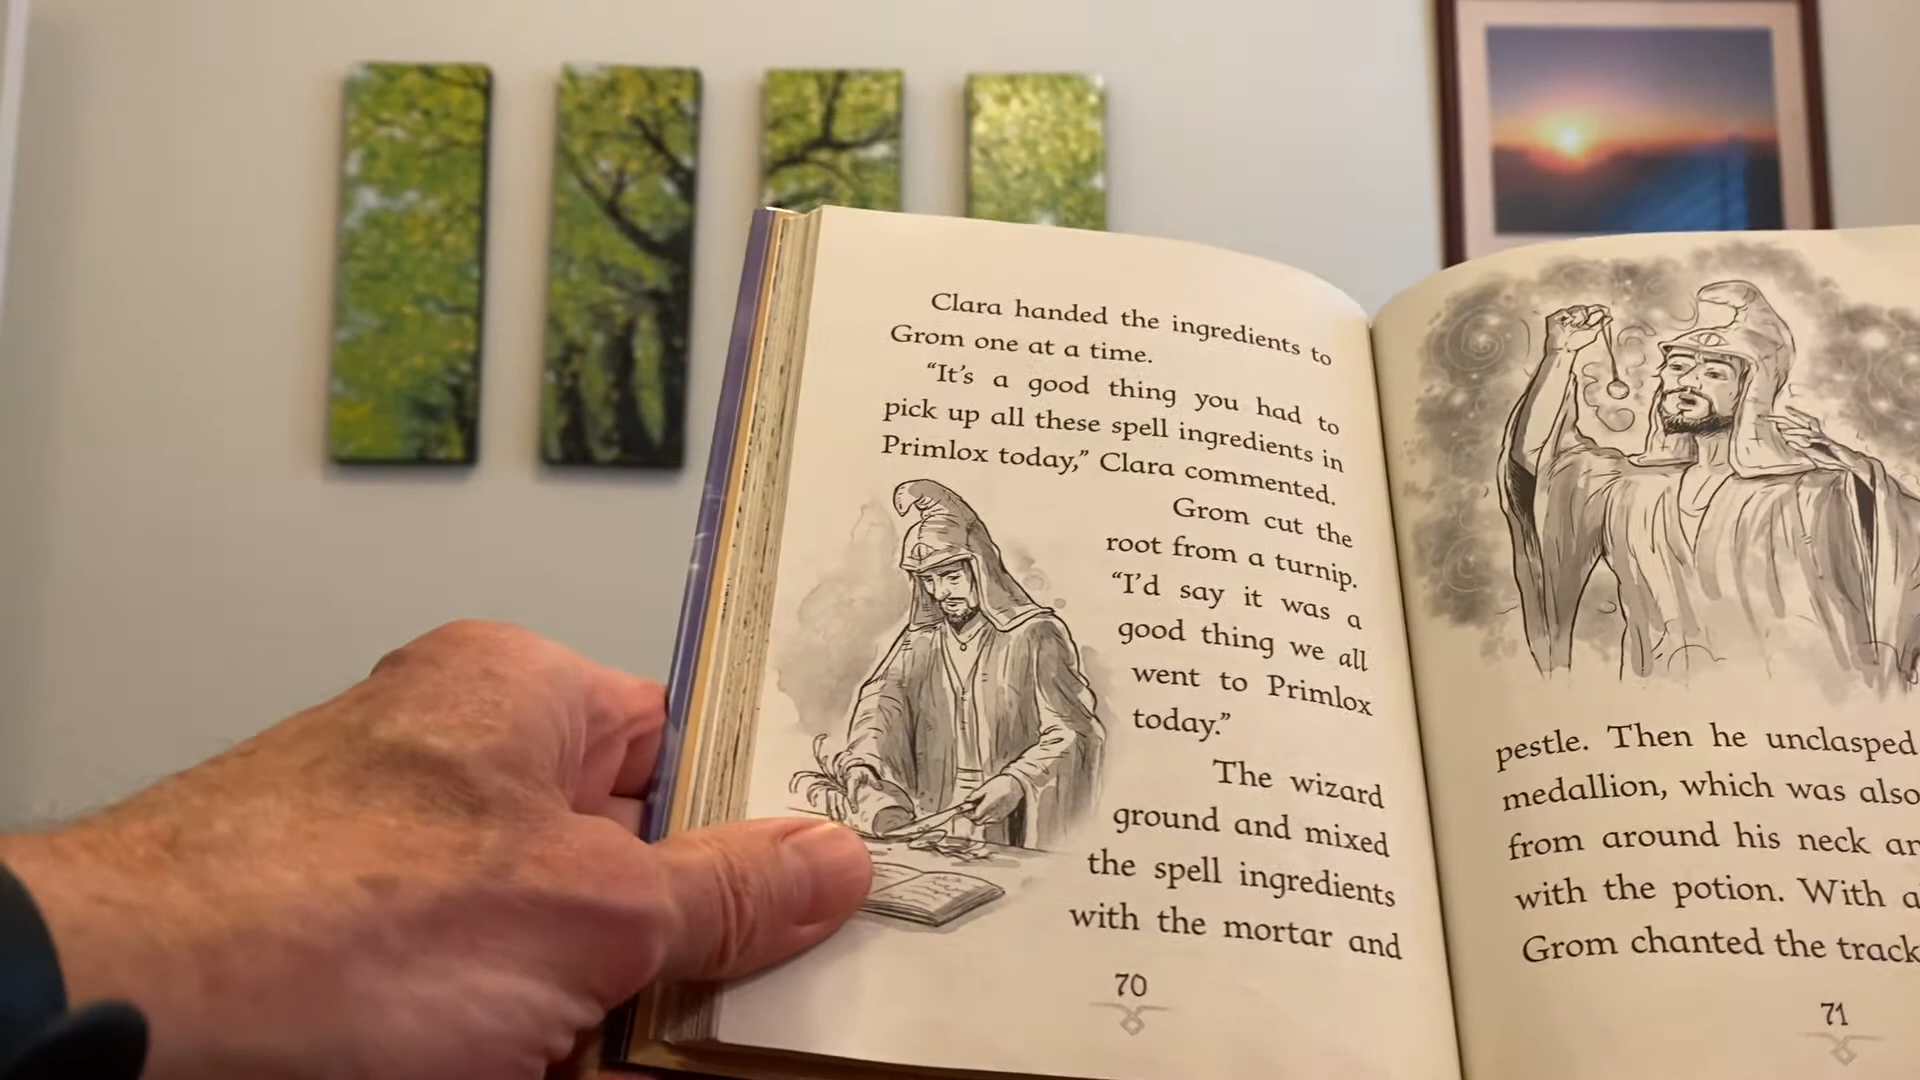 Clara handed the ingredients to
Grom one at a time.
“It’s a good thing you had to
pick up all these spell ingredients in
Primlox today,” Clara commented.
Grom cut the
root from a turnip.
“I’d say it was a
good thing we all
went to Primlox
today.”
The wizard
ground and mixed
the spell ingredients
with the mortar and
70
pestle. Then he unclasped
medallion, which was also
from around his neck
with the potion. With
Grom chanted the
71